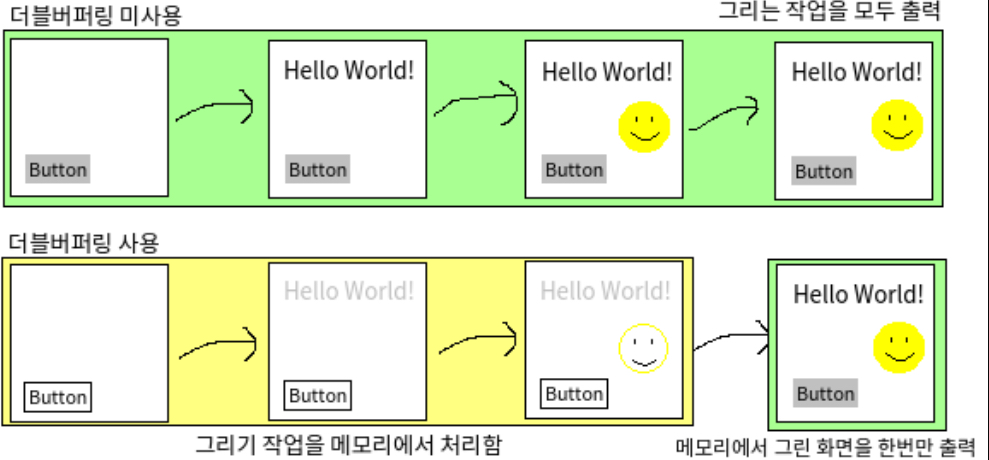 더블버퍼링 미사용
그리는 작업을 모두 출력
Button
Hello World!
Button
Hello World!
Button
Hello World!
Button
더블버퍼링 사용
Button
Hello World!
Button
Hello World!
Button
Hello World!
Button
그리기 작업을 메모리에서 처리함
메모리에서 그린 화면을 한번만 출력